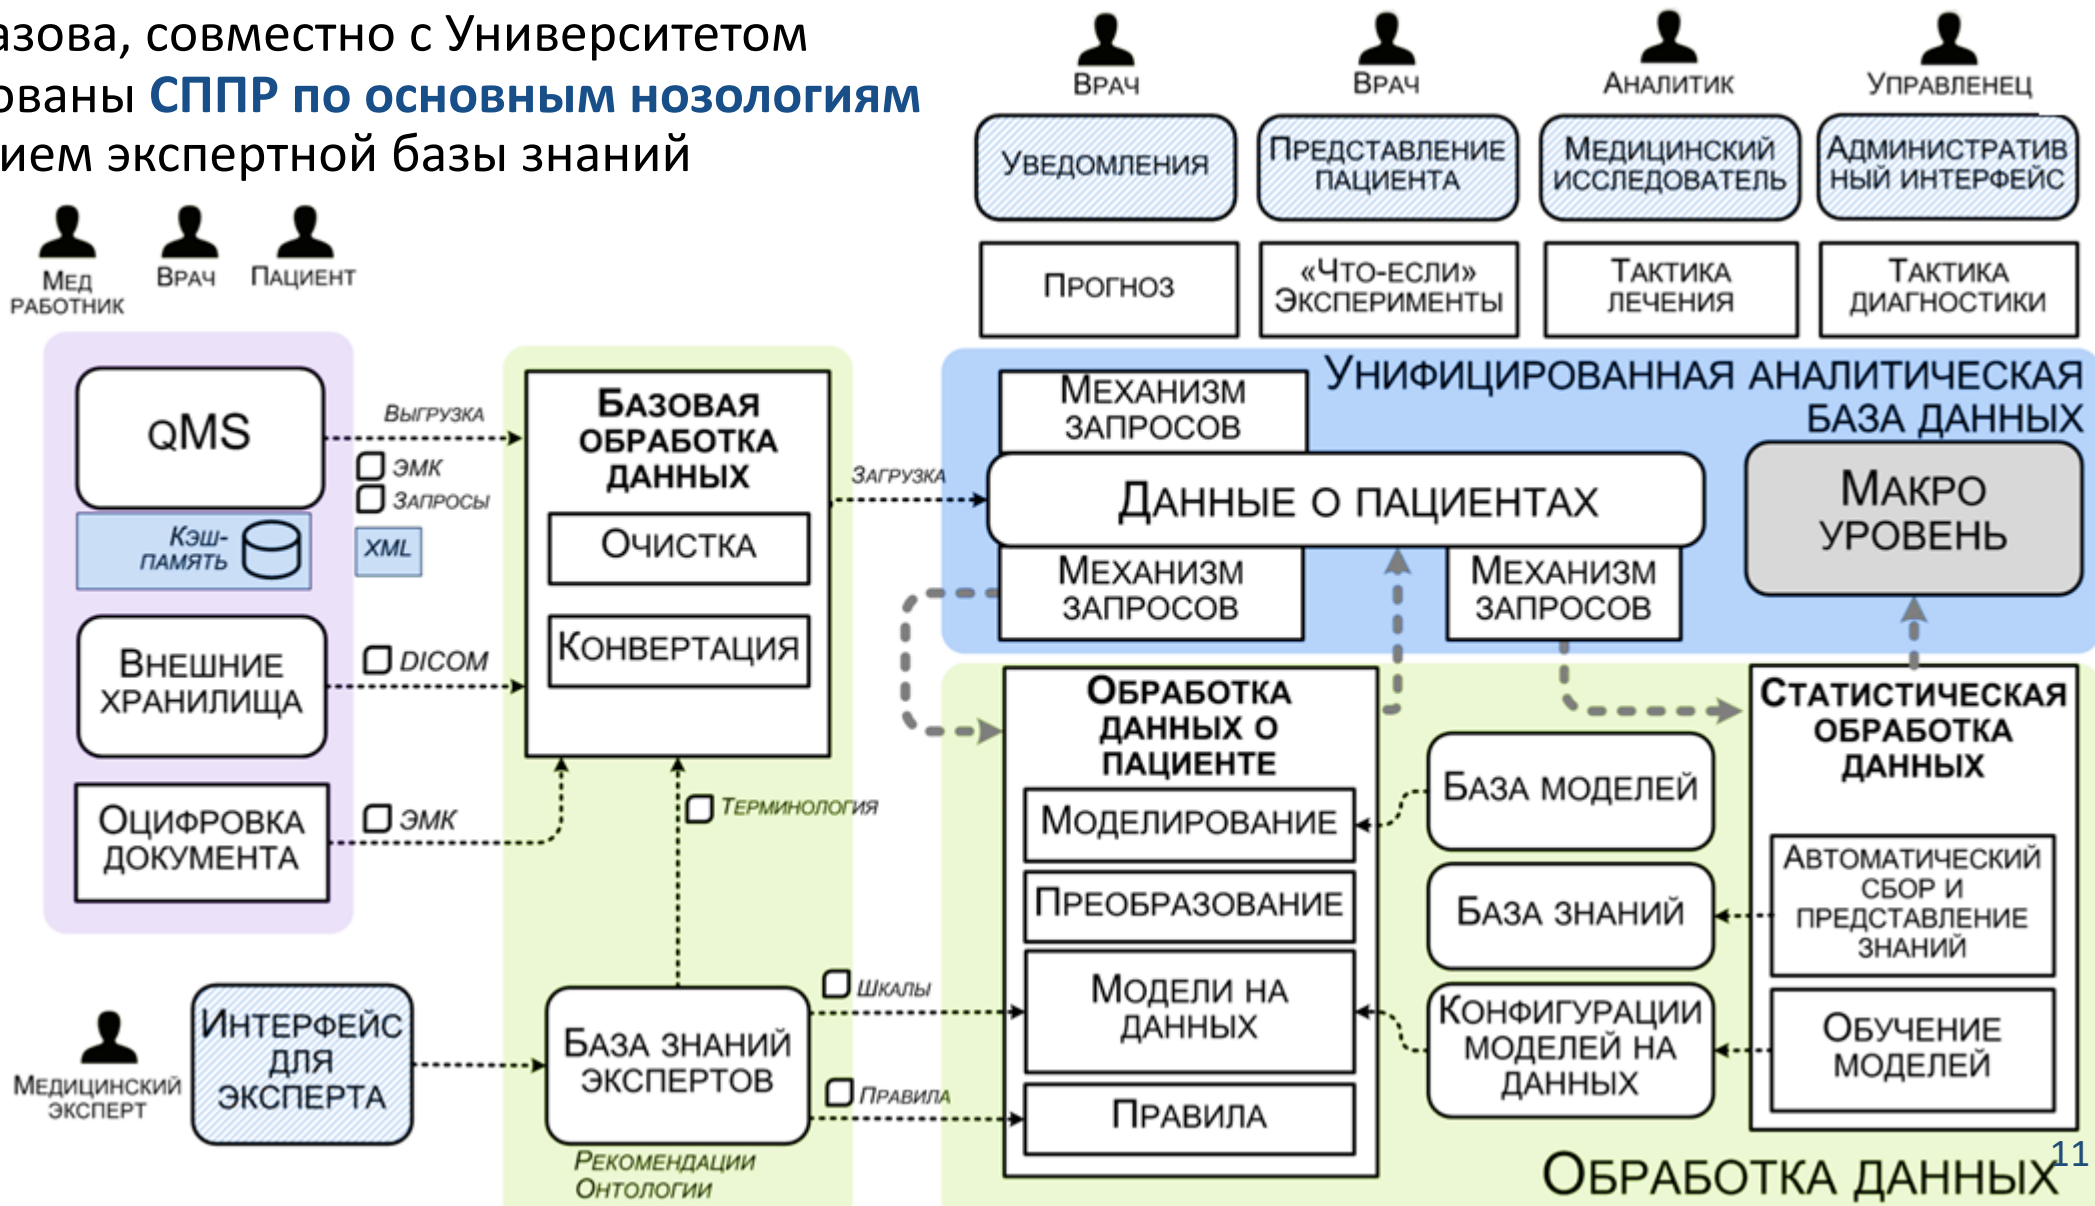 азова, совместно с Университетом
ованы СППР по основным нозологиям
ием экспертной базы знаний
Врач
Врач
Аналитик
Управленец
Уведомления
Представление
пациента
Медицинский
исследователь
Административ
ный интерфейс
Прогноз
«Что-если»
Эксперименты
Тактика
лечения
Тактика
диагностики
Мед
работник
Врач
Пациент
qMS
Кэш-
память
Выгрузка
ЭМК
Запросы
XML
Внешние
хранилища
DICOM
Оцифровка
документа
ЭМК
Базовая
обработка
данных
Очистка
Конвертация
Загрузка
Терминология
Унифицированная аналитическая
база данных
Механизм
запросов
Данные о пациентах
Механизм
запросов
Механизм
запросов
Макро
уровень
Обработка
данных о
пациенте
Моделирование
Преобразование
Модели на
данных
Правила
База моделей
База знаний
Конфигурации
моделей на
данных
Статистическая
обработка
данных
Автоматический
сбор и
представление
знаний
Обучение
моделей
Медицинский
эксперт
Интерфейс
для
эксперта
База знаний
экспертов
Шкалы
Правила
Рекомендации
Онтологии
Обработка данных
11